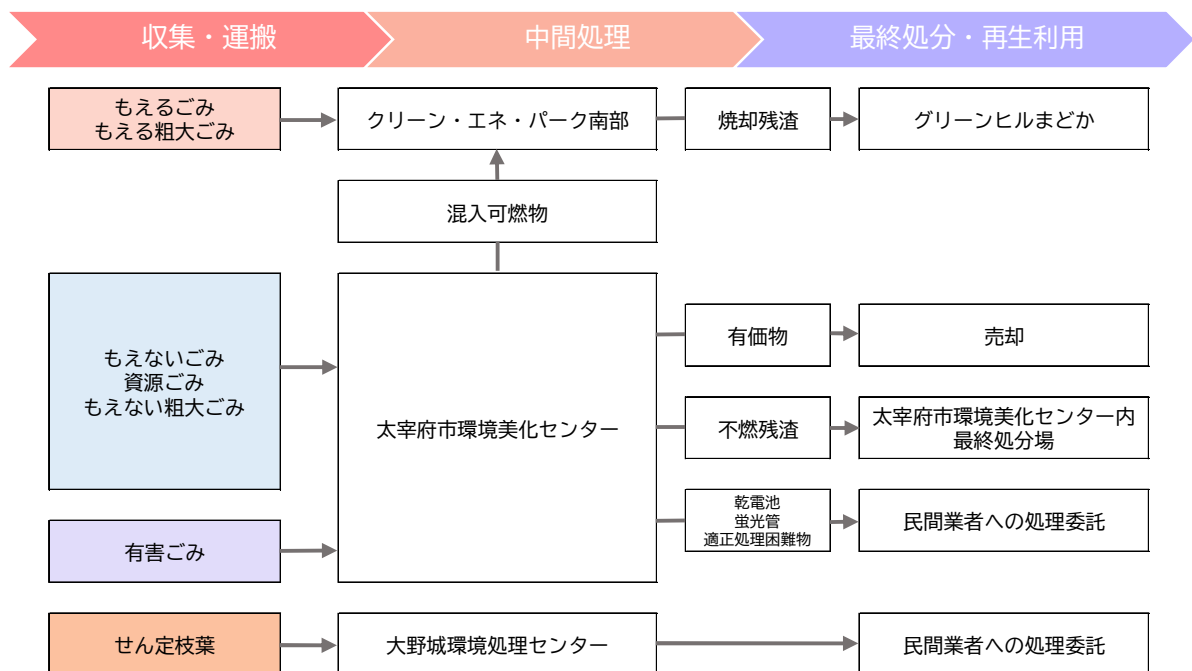 収集・運搬
中間処理
最終処分・再生利用
もえるごみ
もえる粗大ごみ
クリーン・エネ・パーク南部
焼却残渣
グリーンヒルまどか
混入可燃物
もえないごみ
資源ごみ
もえない粗大ごみ
太宰府市環境美化センター
有価物
売却
不燃残渣
太宰府市環境美化センター内
最終処分場
乾電池
蛍光管
適正処理困難物
民間業者への処理委託
有害ごみ
せん定枝葉
大野城環境処理センター
民間業者への処理委託